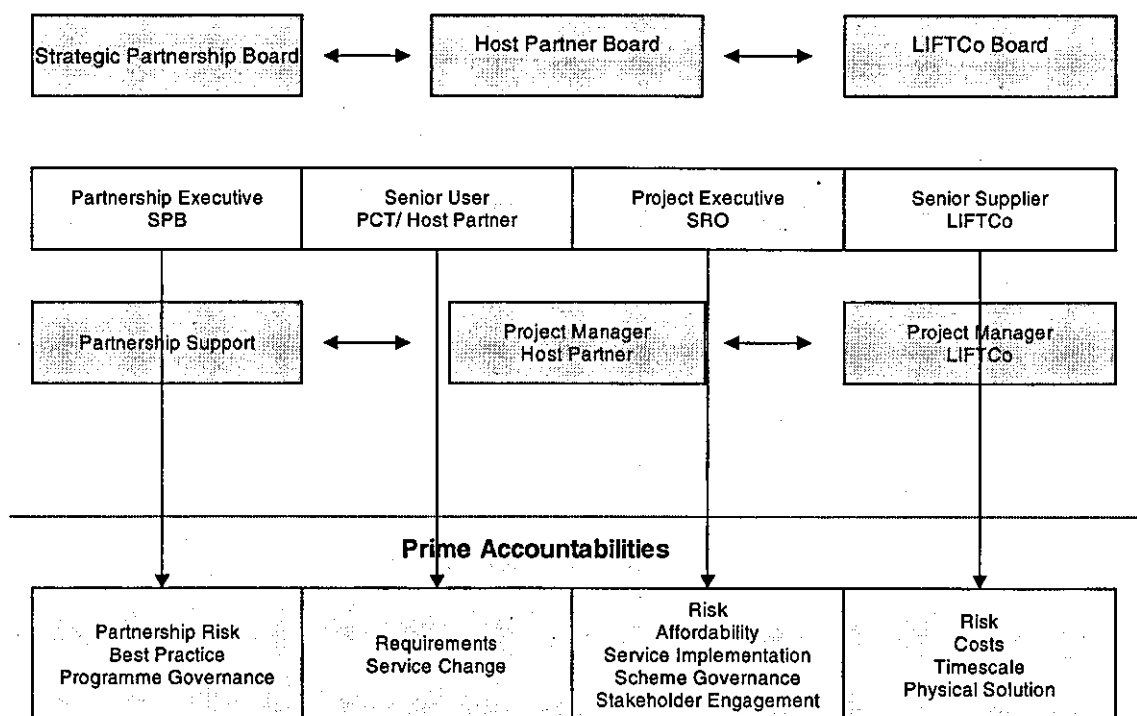 Strategic Partnership Board
Host Partner Board
LIFTCo Board
Partnership Executive
SPB
Senior User
PCT/ Host Partner
Project Executive
SRO
Senior Supplier
LIFTCo
Partnership Support
Project Manager
Host Partner
Project Manager
LIFTCo
Prime Accountabilities
Partnership Risk
Best Practice
Programme Governance
Requirements
Service Change
Risk
Affordability
Service Implementation
Scheme Governance
Stakeholder Engagement
Risk
Costs
Timescale
Physical Solution